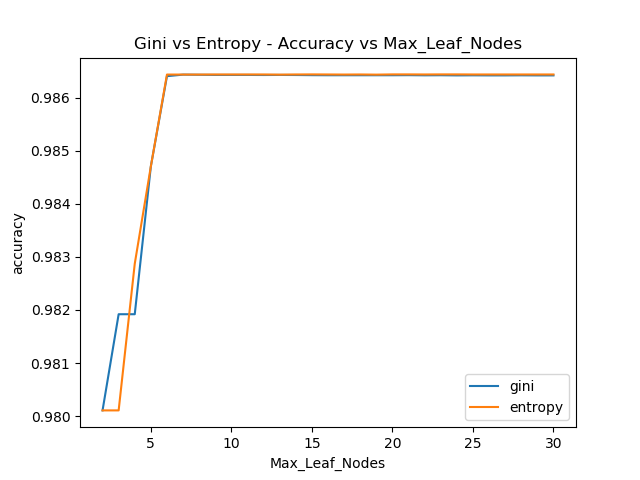 Gini vs Entropy - Accuracy vs Max_Leaf_Nodes
0.986
0.985
0.984
0.983
0.982
0.981
0.980
accuracy
5 10 15 20 25 30
Max_Leaf_Nodes
gini
entropy